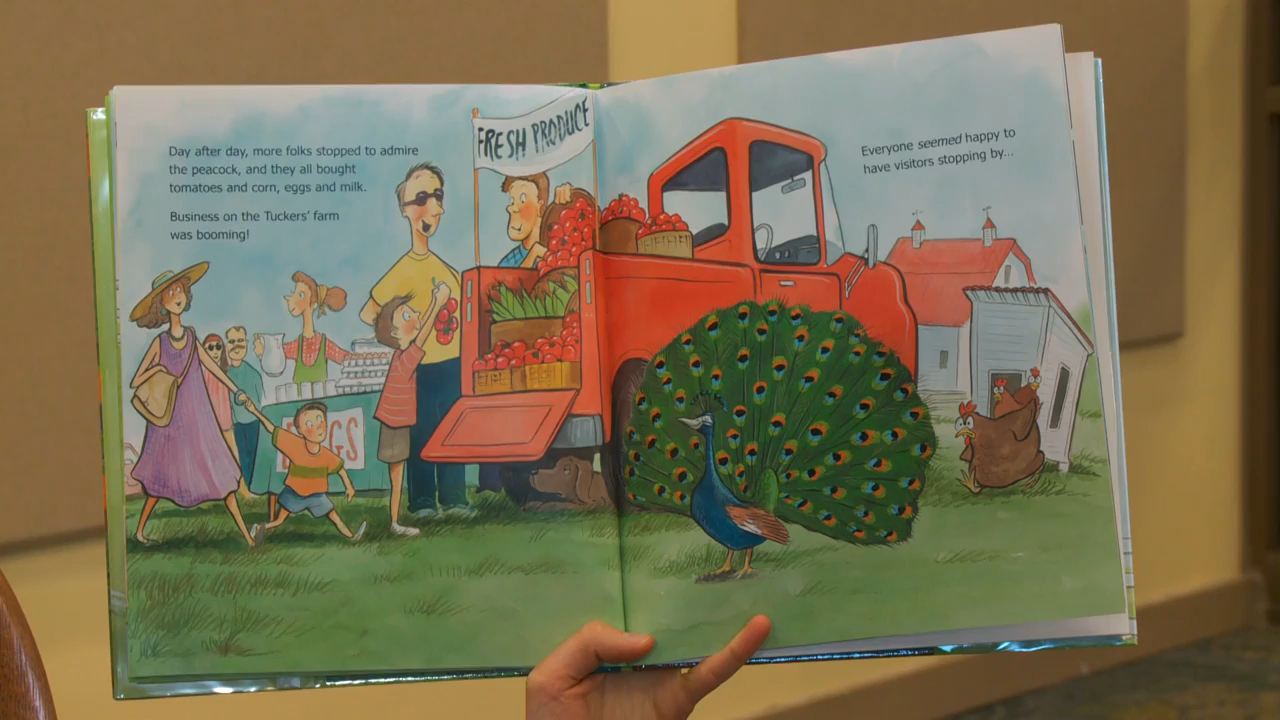 Day after day, more folks stopped to admire
the peacock, and they all bought
tomatoes and corn, eggs and milk.
Business on the Tuckers' farm
was booming!
FRESH PRODUCE
Everyone seemed happy to
have visitors stopping by...